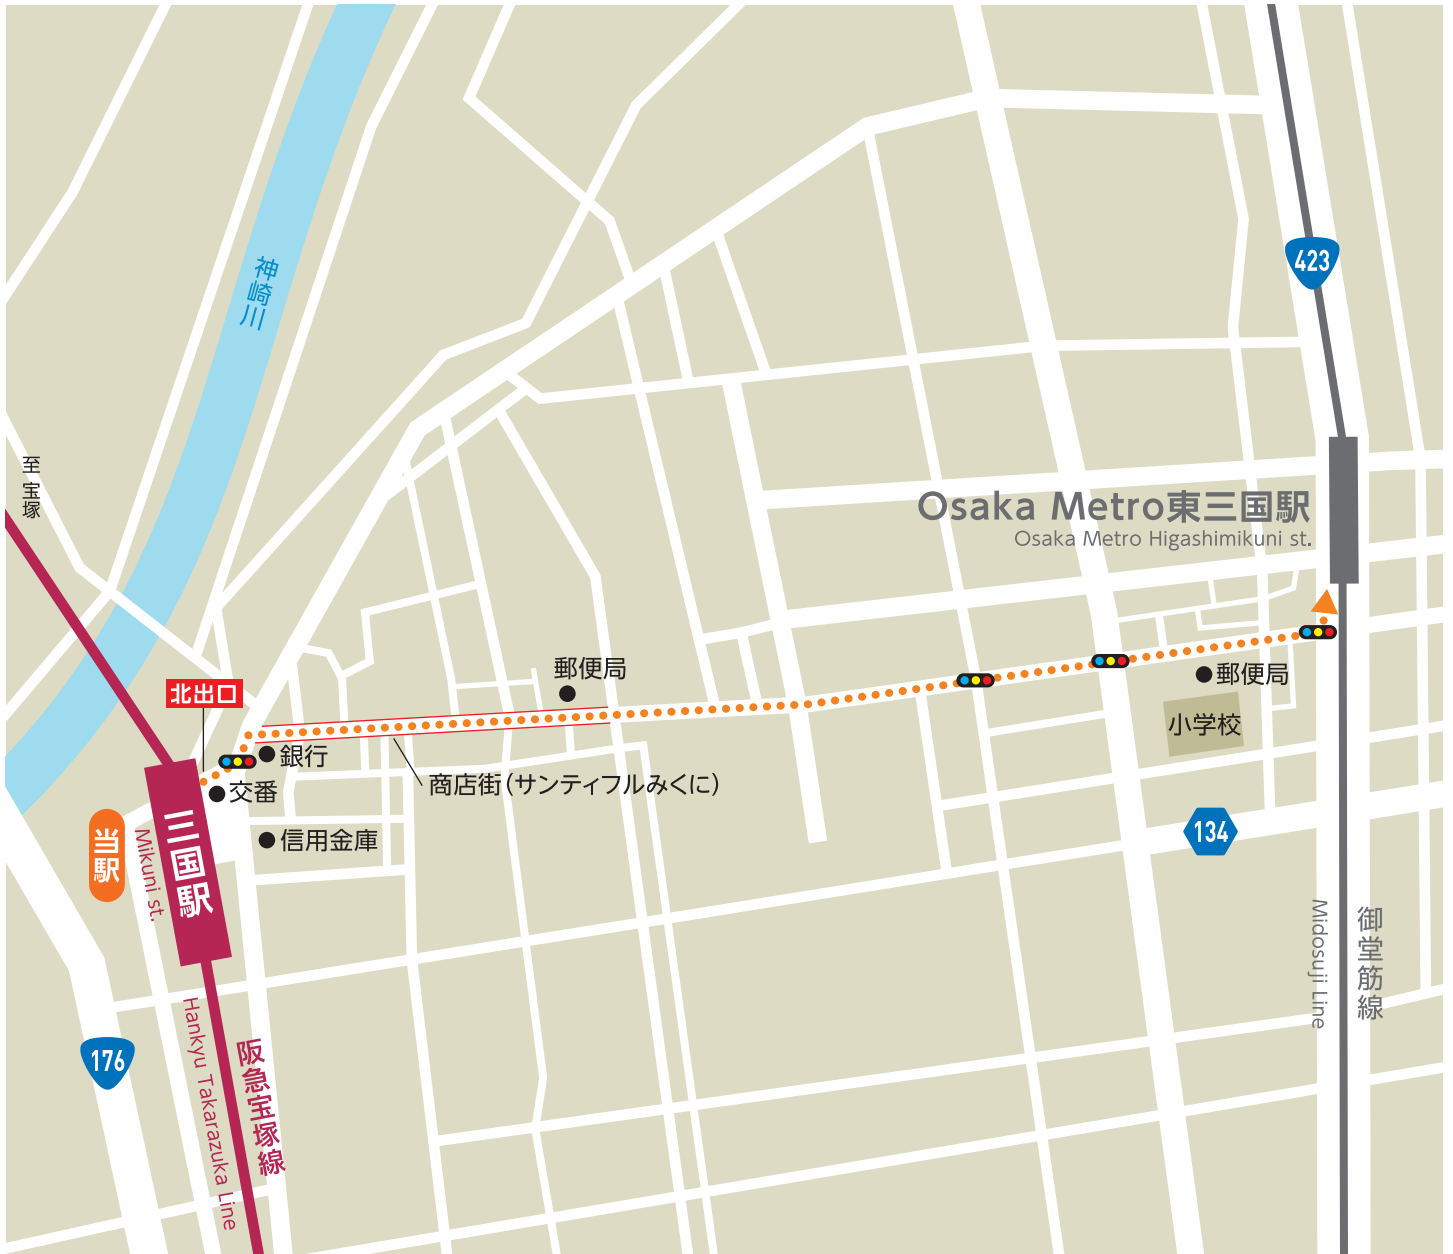 神崎川
423
至 宝塚
Osaka Metro東三国駅
Osaka Metro Higashimikuni st.
郵便局
郵便局
北出口
小学校
銀行
商店街(サンティフルみくに)
交番
134
信用金庫
当駅
三国駅
Mikuni st.
御堂筋線
Midosuji Line
176
阪急宝塚線
Hankyu Takarazuka Line